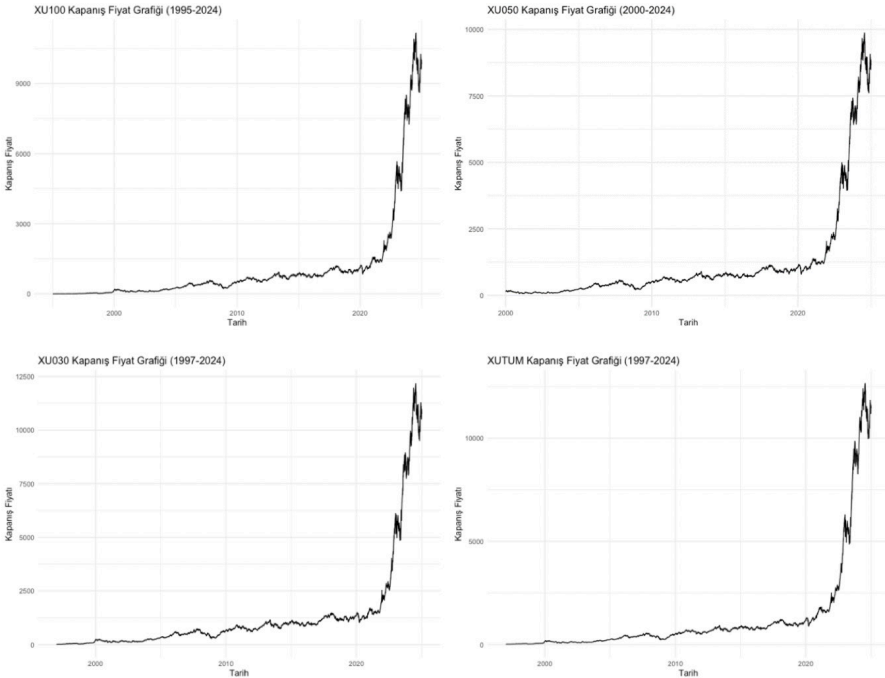 XU100 Kapanış Fiyat Grafiği (1995-2024)
Kapanış Fiyatı
9000
6000
3000
0
2000
2010
2020
Tarih
XU050 Kapanış Fiyat Grafiği (2000-2024)
Kapanış Fiyatı
10000
7500
5000
2500
0
2000
2010
2020
Tarih
XU030 Kapanış Fiyat Grafiği (1997-2024)
Kapanış Fiyatı
12500
10000
7500
5000
2500
0
2000
2010
2020
Tarih
XUTUM Kapanış Fiyat Grafiği (1997-2024)
Kapanış Fiyatı
10000
5000
0
2000
2010
2020
Tarih